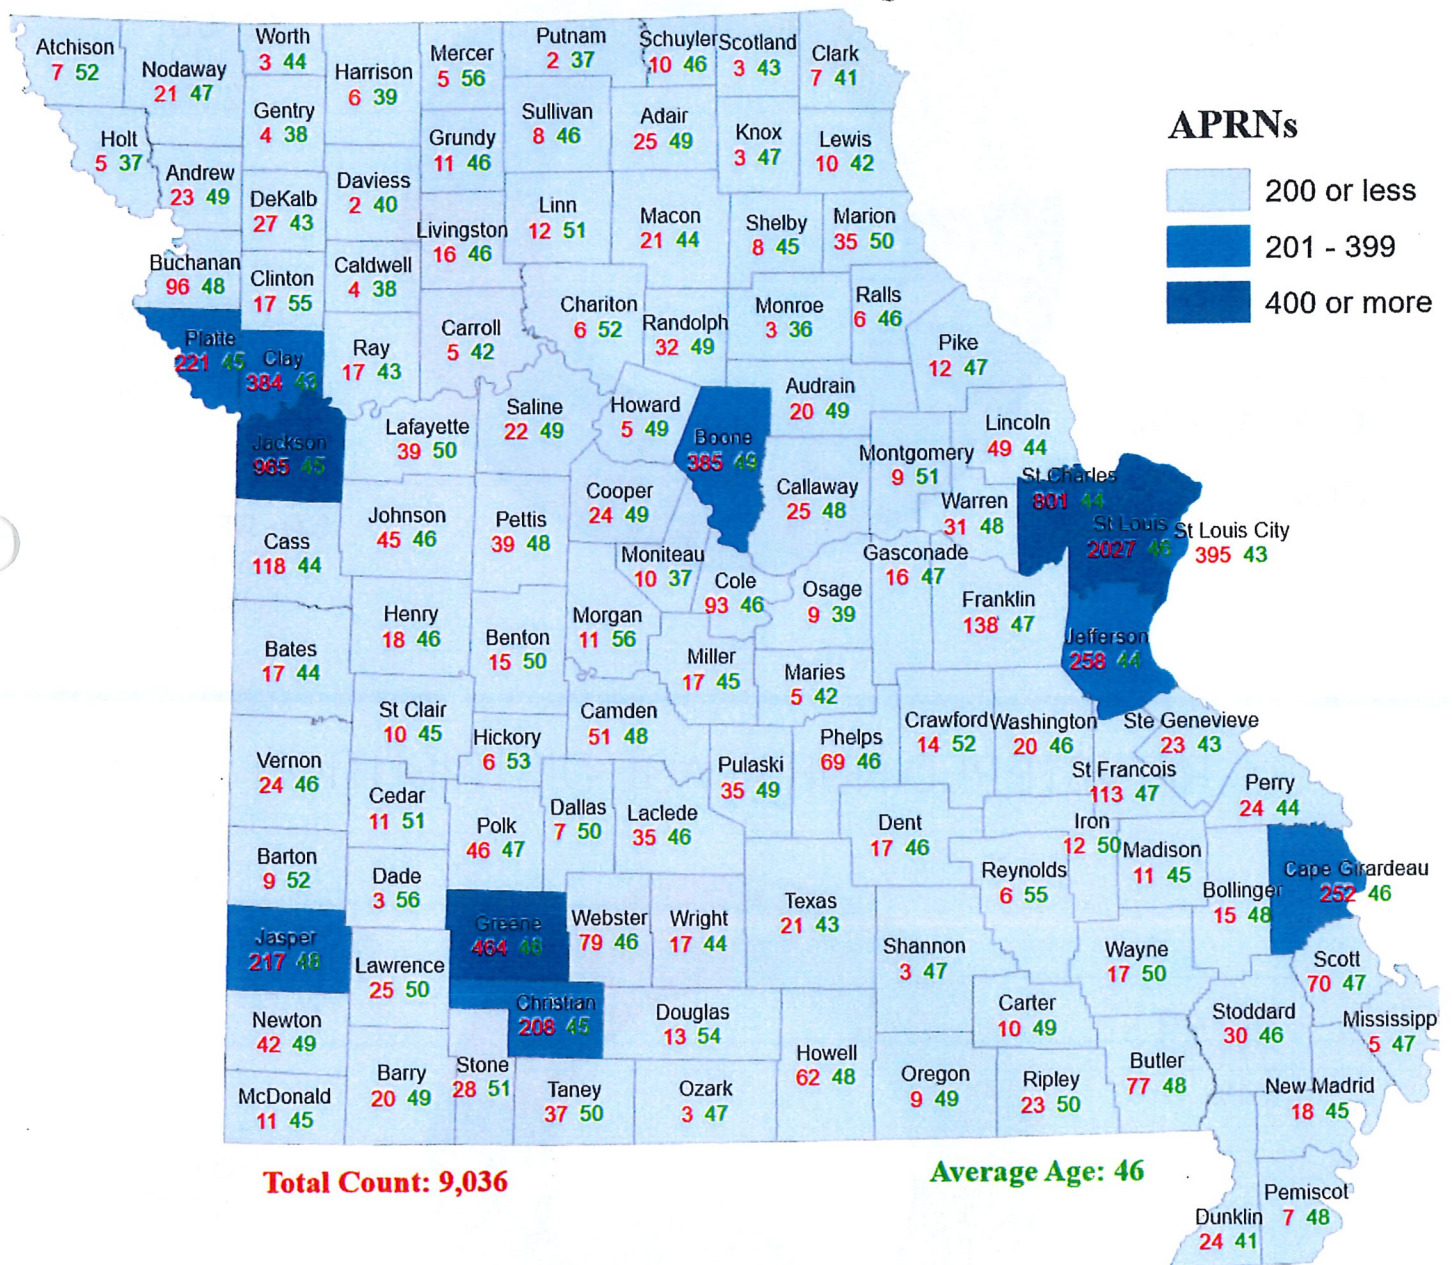 Atchison
7 52
Nodaway
21 47
Worth
3 44
Harrison
6 39
Mercer
5 56
Putnam
2 37
Schuyler
10 46
Scotland
3 43
Clark
7 41
Holt
5 37
Andrew
23 49
Gentry
4 38
DeKalb
27 43
Daviess
2 40
Grundy
11 46
Sullivan
8 46
Adair
25 49
Knox
3 47
Lewis
10 42
APRNs
200 or less
201 - 399
400 or more
Livingston
16 46
Linn
12 51
Macon
21 44
Shelby
8 45
Marion
35 50
Buchanan
96 48
Clinton
17 55
Caldwell
4 38
Chariton
6 52
Randolph
32 49
Monroe
3 36
Ralls
6 46
Platte
221 45
Clay
384 43
Ray
17 43
Carroll
5 42
Pike
12 47
Audrain
20 49
Jackson
965 45
Lafayette
39 50
Saline
22 49
Howard
5 49
Boone
385 49
Montgomery
9 51
Lincoln
49 44
Callaway
25 48
Warren
31 48
St Charles
801 44
St Louis
2027 46
St Louis City
395 43
Cass
118 44
Johnson
45 46
Pettis
39 48
Cooper
24 49
Moniteau
10 37
Cole
93 46
Osage
9 39
Gasconade
16 47
Franklin
138 47
Jefferson
258 44
Bates
17 44
Henry
18 46
Benton
15 50
Morgan
11 56
Miller
17 45
Maries
5 42
St Clair
10 45
Hickory
6 53
Camden
51 48
Pulaski
35 49
Phelps
69 46
Crawford
14 52
Washington
20 46
Ste Genevieve
23 43
St Francois
113 47
Perry
24 44
Vernon
24 46
Cedar
11 51
Polk
46 47
Dallas
7 50
Laclede
35 46
Dent
17 46
Iron
12 50
Reynolds
6 55
Madison
11 45
Bollinger
15 48
Cape Girardeau
252 46
Barton
9 52
Dade
3 56
Greene
464 46
Webster
79 46
Wright
17 44
Texas
21 43
Shannon
3 47
Wayne
17 50
Scott
70 47
Jasper
217 48
Lawrence
25 50
Christian
208 45
Douglas
13 54
Carter
10 49
Stoddard
30 46
Mississipp
5 47
Newton
42 49
McDonald
11 45
Barry
20 49
Stone
28 51
Taney
37 50
Ozark
3 47
Howell
62 48
Oregon
9 49
Ripley
23 50
Butler
77 48
New Madrid
18 45
Total Count: 9,036
Average Age: 46
Pemiscot
7 48
Dunklin
24 41